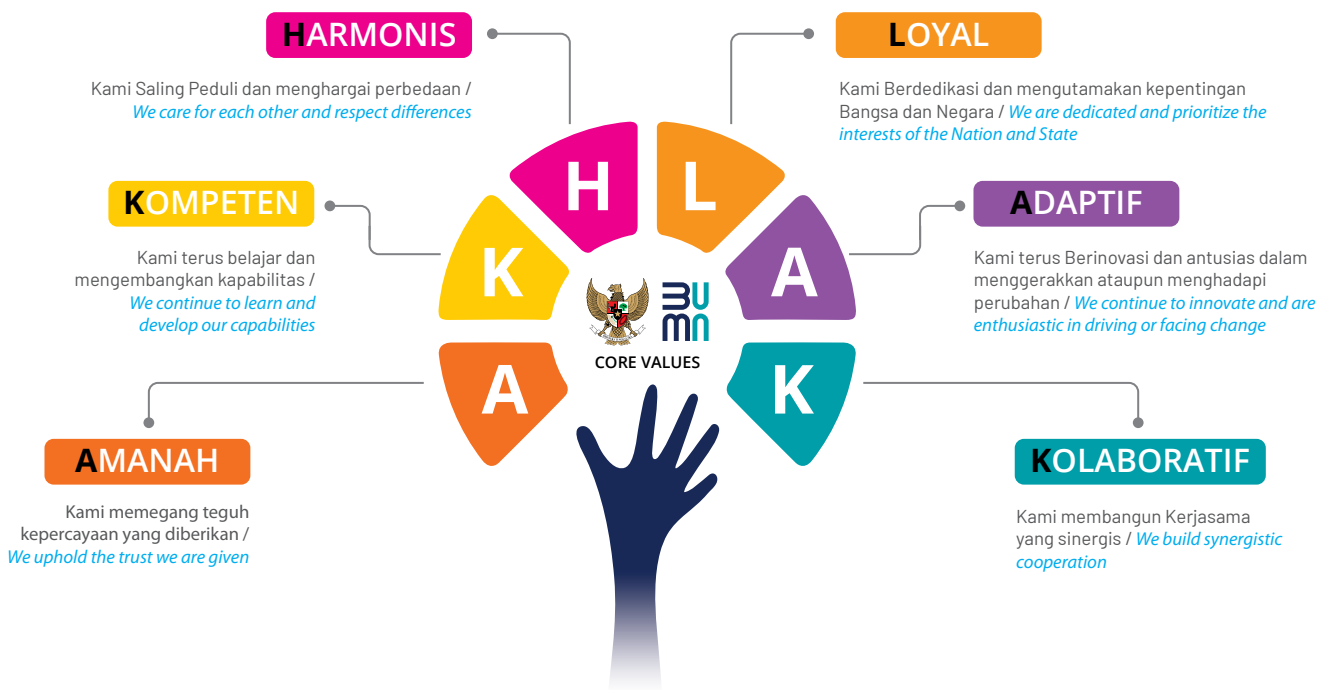 HARMONIS
Kami Saling Peduli dan menghargai perbedaan /
We care for each other and respect differences
LOYAL
Kami Berdedikasi dan mengutamakan kepentingan
Bangsa dan Negara / We are dedicated and prioritize the
interests of the Nation and State
KOMPETEN
Kami terus belajar dan
mengembangkan kapabilitas /
We continue to learn and
develop our capabilities
ADAPTIF
Kami terus Berinovasi dan antusias dalam
menggerakkan ataupun menghadapi
perubahan / We continue to innovate and are
enthusiastic in driving or facing change
AMANAH
Kami memegang teguh
kepercayaan yang diberikan /
We uphold the trust we are given
KOLABORATIF
Kami membangun Kerjasama
yang sinergis / We build synergistic
cooperation
A
K
H
L
A
K
BU
MN
CORE VALUES